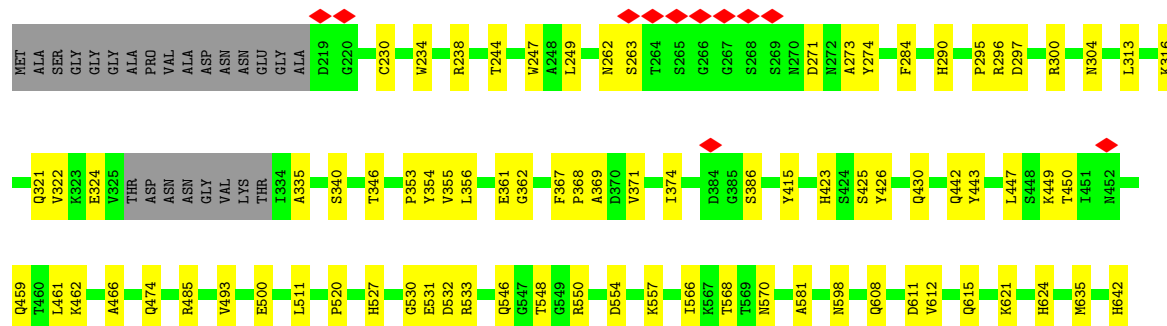 MET ALA SER GLY GLY GLY ALA PRO VAL ALA ASP ASN ASN GLU GLY ALA D219 G220 C230 W234 R238 T244 W247 A248 L249 N262 S263 T264 S265 G266 G267 S268 S269 N270 D271 N272 A273 Y274 F284 H290 P295 R296 D297 R300 N304 L313 K316
Q321 V322 K323 E324 V325 THR ASP ASN ASN GLY VAL LYS THR I334 A335 S340 T346 P353 Y354 V355 L356 E361 G362 F367 P368 A369 D370 V371 I374 D384 G385 S386 Y415 H423 S424 S425 Y426 Q430 Q442 Y443 L447 S448 K449 T450 I451 N452
Q459 T460 L461 K462 A466 Q474 R485 V493 E500 L511 P520 H527 G530 E531 D532 R533 Q546 G547 T548 G549 R550 D554 K557 I566 K567 T568 T569 N570 A581 N598 Q608 D611 V612 Q615 K621 H624 M635 H642